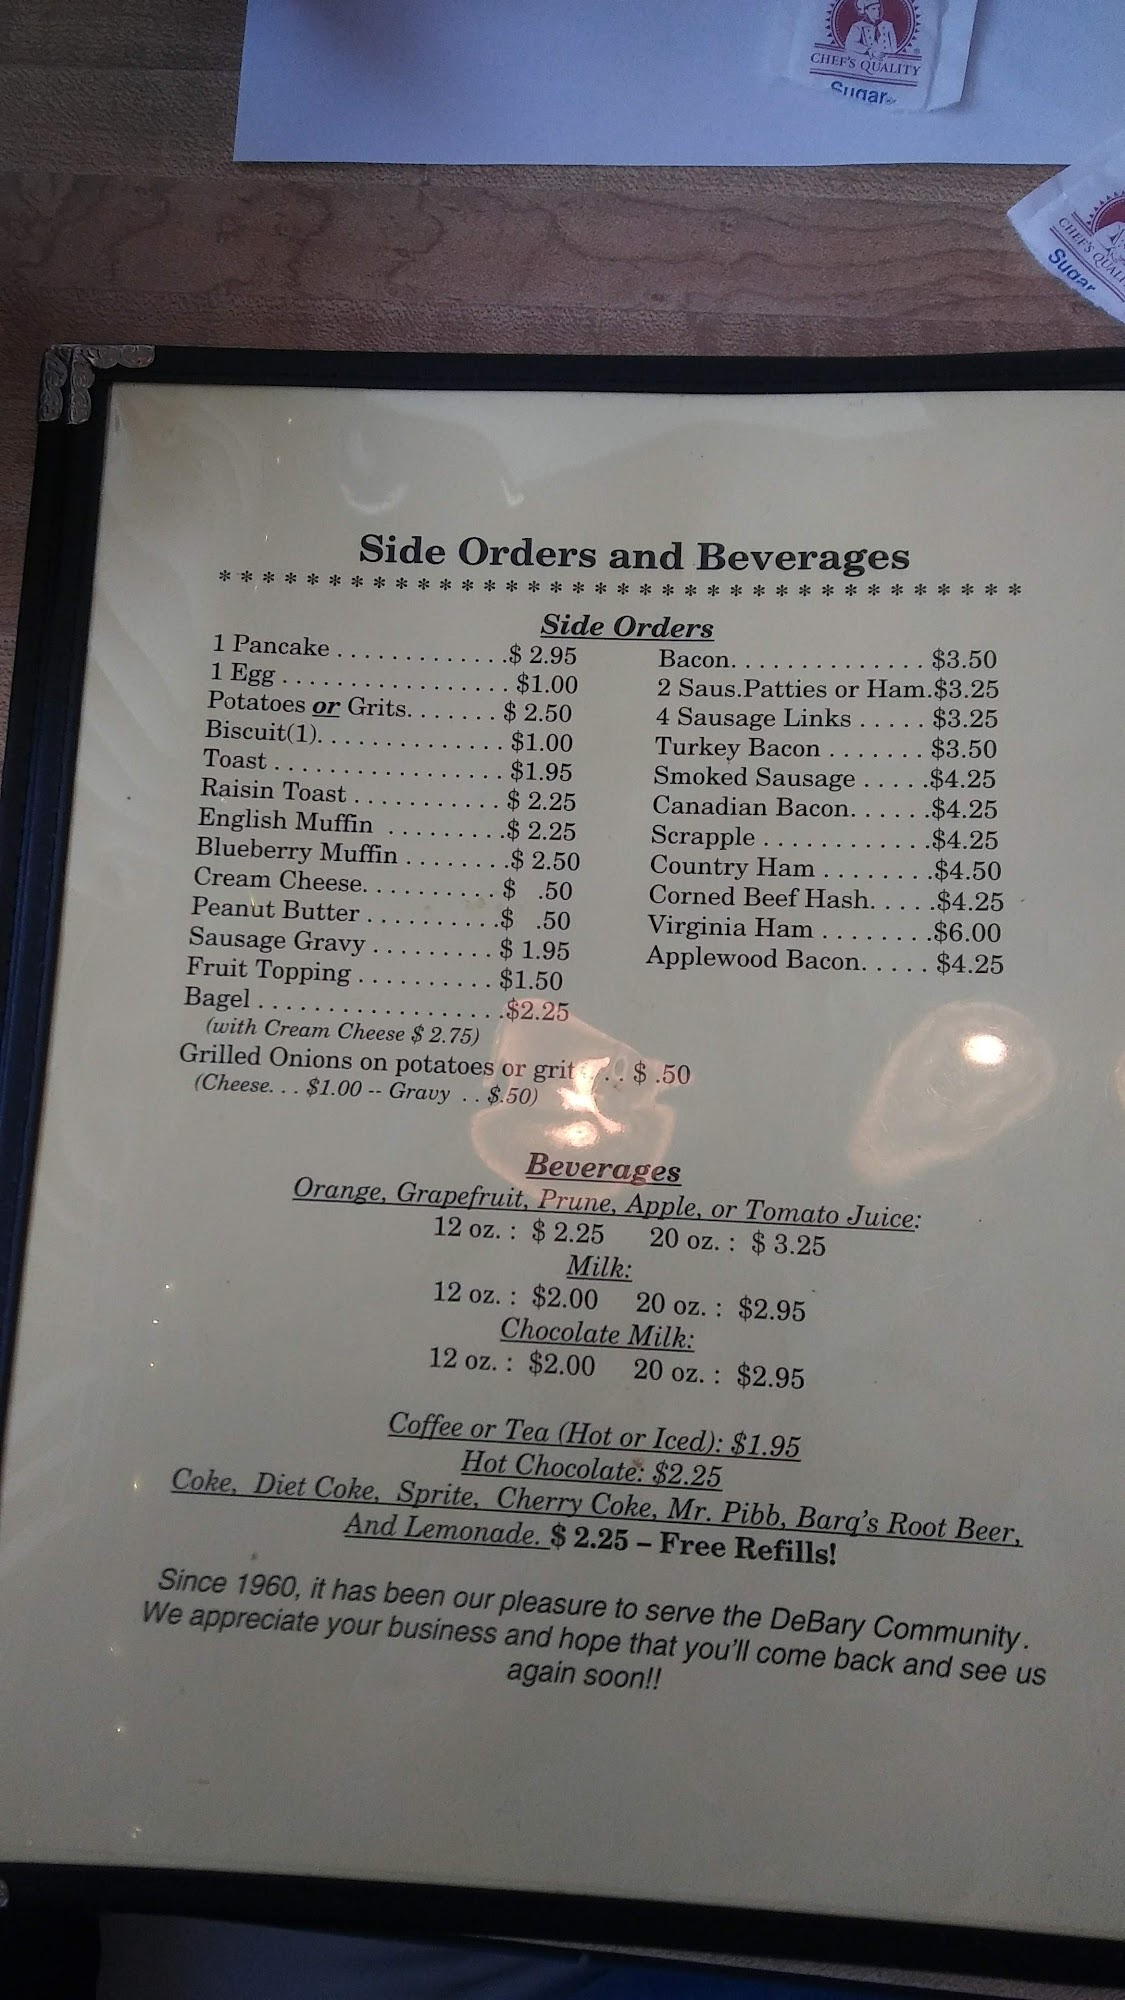 CHEF'S QUALITY
Sugar
CHEF'S QUALI
Sugar
Side Orders and Beverages
* * * * * * * * * * * * * * * * * * * * * * * * * * * * * * * * * * * * *
Side Orders
1 Pancake . . . . . . . . . . . . .$ 2.95
1 Egg . . . . . . . . . . . . . . . . . $1.00
Potatoes or Grits. . . . . . . $ 2.50
Biscuit(1). . . . . . . . . . . . . . $1.00
Toast . . . . . . . . . . . . . . . . . $1.95
Raisin Toast . . . . . . . . . . . $ 2.25
English Muffin . . . . . . . . .$ 2.25
Blueberry Muffin . . . . . . . .$ 2.50
Cream Cheese. . . . . . . . . . $ .50
Peanut Butter . . . . . . . . . .$ .50
Sausage Gravy . . . . . . . . . $ 1.95
Fruit Topping . . . . . . . . . . $1.50
Bagel . . . . . . . . . . . . . . . . . .$2.25
(with Cream Cheese $ 2.75)
Grilled Onions on potatoes or grit . . . $ .50
(Cheese. . . $1.00 -- Gravy . . $.50)
Bacon. . . . . . . . . . . . . . $3.50
2 Saus.Patties or Ham.$3.25
4 Sausage Links . . . . . $3.25
Turkey Bacon . . . . . . . $3.50
Smoked Sausage . . . . .$4.25
Canadian Bacon. . . . . .$4.25
Scrapple . . . . . . . . . . . .$4.25
Country Ham . . . . . . . .$4.50
Corned Beef Hash. . . . .$4.25
Virginia Ham . . . . . . . .$6.00
Applewood Bacon. . . . . $4.25
Beverages
Orange, Grapefruit, Prune, Apple, or Tomato Juice:
12 oz. : $ 2.25 20 oz. : $ 3.25
Milk:
12 oz. : $2.00 20 oz. : $2.95
Chocolate Milk:
12 oz. : $2.00 20 oz. : $2.95
Coffee or Tea (Hot or Iced): $1.95
Hot Chocolate: $2.25
Coke, Diet Coke, Sprite, Cherry Coke, Mr. Pibb, Barq's Root Beer,
And Lemonade. $ 2.25 – Free Refills!
Since 1960, it has been our pleasure to serve the DeBary Community.
We appreciate your business and hope that you'll come back and see us
again soon!!